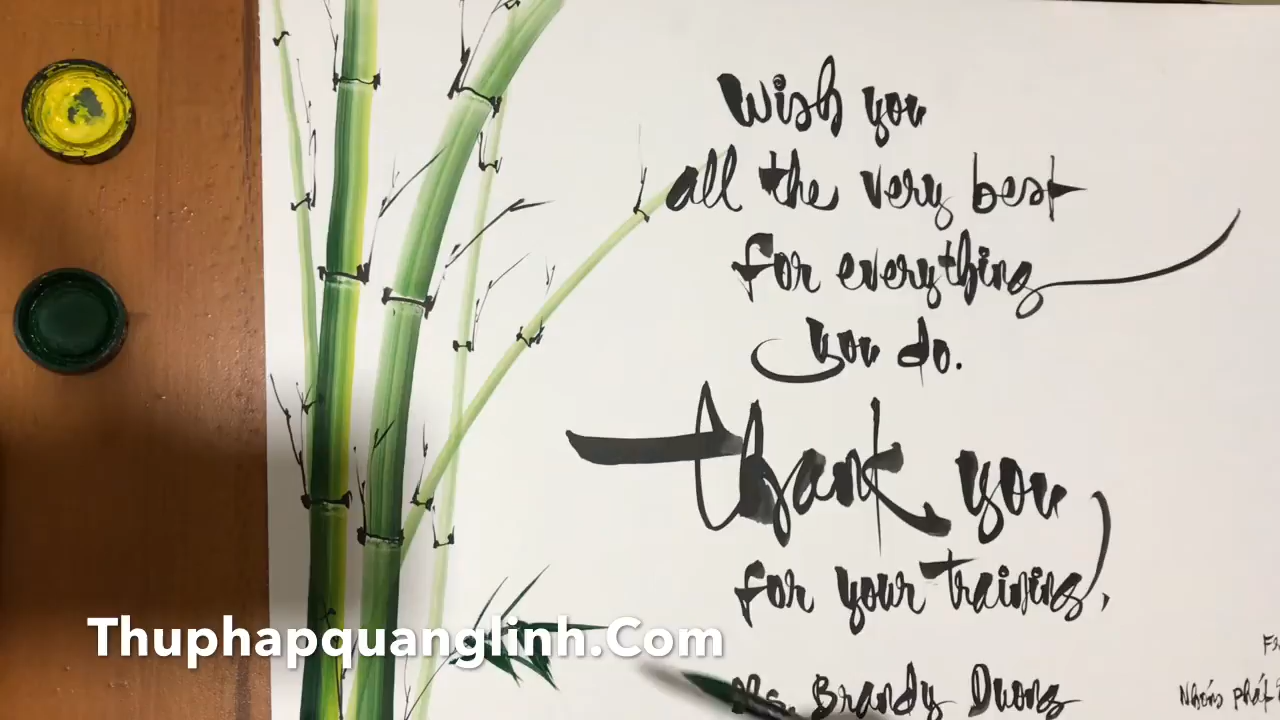 Wish you
all the very best
for everything
you do.
Thank you
for your training,
Ms. Brandy Duong
Thuphapquanglinh.Com